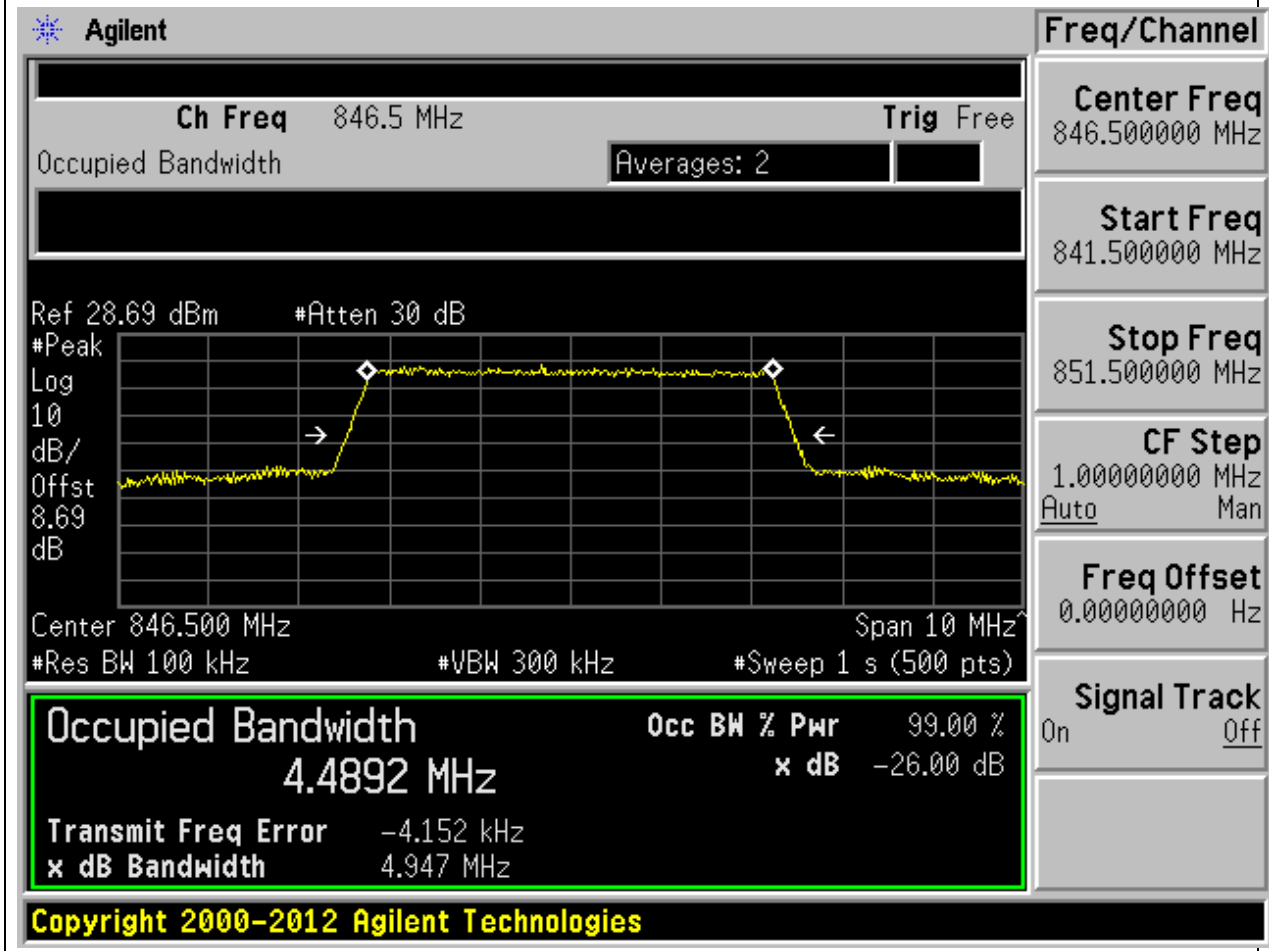 Agilent
Freq/Channel
Ch Freq 846.5 MHz Trig Free
Occupied Bandwidth Averages: 2
Center Freq
846.500000 MHz
Start Freq
841.500000 MHz
Stop Freq
851.500000 MHz
CF Step
1.00000000 MHz
Auto Man
Freq Offset
0.00000000 Hz
Signal Track
On Off
Ref 28.69 dBm #Atten 30 dB
#Peak
Log
10
dB/
Offst
8.69
dB
Center 846.500 MHz Span 10 MHz^
#Res BW 100 kHz #VBW 300 kHz #Sweep 1 s (500 pts)
Occupied Bandwidth Occ BW % Pwr 99.00 %
4.4892 MHz x dB -26.00 dB
Transmit Freq Error -4.152 kHz
x dB Bandwidth 4.947 MHz
Copyright 2000-2012 Agilent Technologies